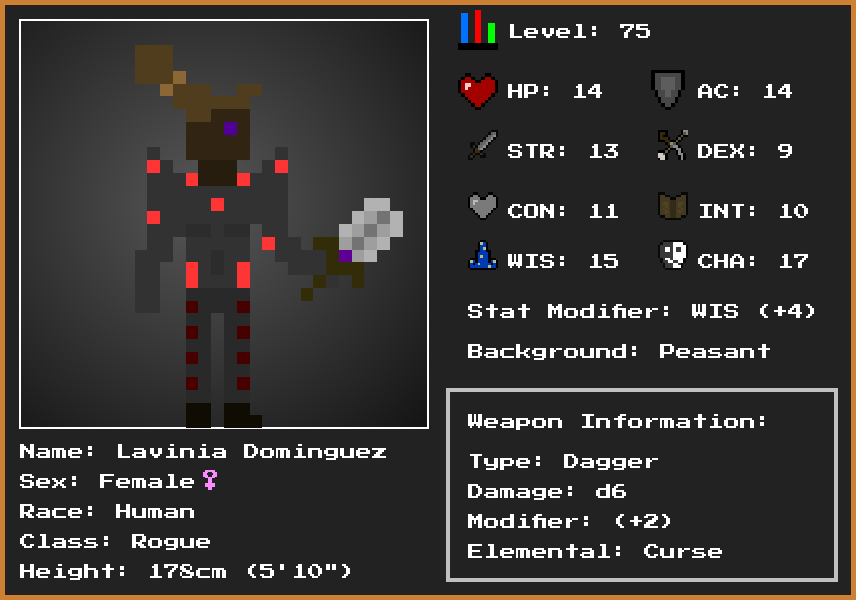 Level: 75
HP: 14
AC: 14
STR: 13
DEX: 9
CON: 11
INT: 10
WIS: 15
CHA: 17
Stat Modifier: WIS (+4)
Background: Peasant
Weapon Information:
Type: Dagger
Damage: d6
Modifier: (+2)
Elemental: Curse
Name: Lavinia Dominguez
Sex: Female♀
Race: Human
Class: Rogue
Height: 178cm (5'10")